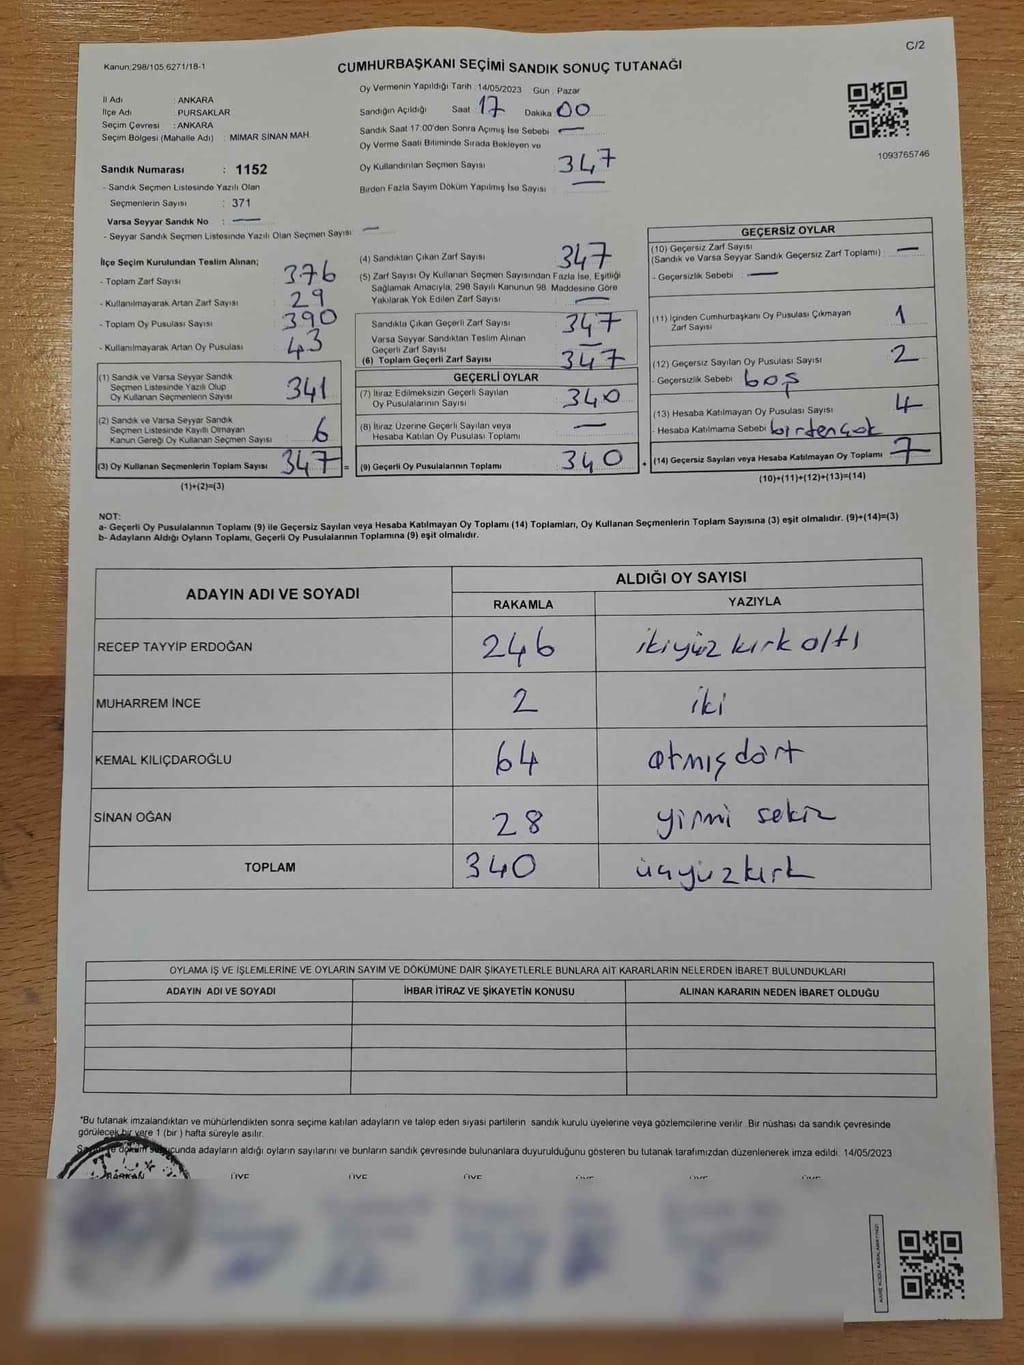 C/2
Kanun:298/105,6271/18-1
CUMHURBAŞKANI SEÇİMİ SANDIK SONUÇ TUTANAĞI
İl Adı : ANKARA
İlçe Adı : PURSAKLAR
Seçim Çevresi : ANKARA
Seçim Bölgesi (Mahalle Adı) : MİMAR SİNAN MAH.
Sandık Numarası : 1152
- Sandık Seçmen Listesinde Yazılı Olan
Seçmenlerin Sayısı : 371
Varsa Seyyar Sandık No : —
- Seyyar Sandık Seçmen Listesinde Yazılı Olan Seçmen Sayısı : —
Oy Vermenin Yapıldığı Tarih : 14/05/2023 Gün : Pazar
Sandığın Açıldığı Saat 17 Dakika 00
Sandık Saat 17:00'den Sonra Açımış İse Sebebi —
Oy Verme Saati Bitiminde Sırada Bekleyen ve
Oy Kullandırılan Seçmen Sayısı 347
Birden Fazla Sayım Döküm Yapılmış İse Sayısı —
1093765746
İlçe Seçim Kurulundan Teslim Alınan;
- Toplam Zarf Sayısı 376
- Kullanılmayarak Artan Zarf Sayısı 29
- Toplam Oy Pusulası Sayısı 390
- Kullanılmayarak Artan Oy Pusulası 43
(1) Sandık ve Varsa Seyyar Sandık
Seçmen Listesinde Yazılı Olup
Oy Kullanan Seçmenlerin Sayısı 341
(2) Sandık ve Varsa Seyyar Sandık
Seçmen Listesinde Kayıtlı Olmayan
Kanun Gereği Oy Kullanan Seçmen Sayısı 6
(3) Oy Kullanan Seçmenlerin Toplam Sayısı 347 =
(1)+(2)=(3)
(4) Sandıktan Çıkan Zarf Sayısı 347
(5) Zarf Sayısı Oy Kullanan Seçmen Sayısından Fazla İse, Eşitliği
Sağlamak Amacıyla, 298 Sayılı Kanunun 98. Maddesine Göre
Yakılarak Yok Edilen Zarf Sayısı —
Sandıkta Çıkan Geçerli Zarf Sayısı 347
Varsa Seyyar Sandıktan Teslim Alınan
Geçerli Zarf Sayısı —
(6) Toplam Geçerli Zarf Sayısı 347
GEÇERLİ OYLAR
(7) İtiraz Edilmeksizin Geçerli Sayılan
Oy Pusulalarının Sayısı 340
(8) İtiraz Üzerine Geçerli Sayılan veya
Hesaba Katılan Oy Pusulası Toplamı —
(9) Geçerli Oy Pusulalarının Toplamı 340 +
GEÇERSİZ OYLAR
(10) Geçersiz Zarf Sayısı
(Sandık ve Varsa Seyyar Sandık Geçersiz Zarf Toplamı) : —
- Geçersizlik Sebebi : —
(11) İçinden Cumhurbaşkanı Oy Pusulası Çıkmayan
Zarf Sayısı 1
(12) Geçersiz Sayılan Oy Pusulası Sayısı 2
- Geçersizlik Sebebi boş
(13) Hesaba Katılmayan Oy Pusulası Sayısı 4
- Hesaba Katılmama Sebebi birdençok
(14) Geçersiz Sayılan veya Hesaba Katılmayan Oy Toplamı 7
(10)+(11)+(12)+(13)=(14)
NOT:
a- Geçerli Oy Pusulalarının Toplamı (9) ile Geçersiz Sayılan veya Hesaba Katılmayan Oy Toplamı (14) Toplamları, Oy Kullanan Seçmenlerin Toplam Sayısına (3) eşit olmalıdır. (9)+(14)=(3)
b- Adayların Aldığı Oyların Toplamı, Geçerli Oy Pusulalarının Toplamına (9) eşit olmalıdır.
ADAYIN ADI VE SOYADI ALDIĞI OY SAYISI
RAKAMLA YAZIYLA
RECEP TAYYİP ERDOĞAN 246 ikiyüz kırk altı
MUHARREM İNCE 2 iki
KEMAL KILIÇDAROĞLU 64 atmış dört
SİNAN OĞAN 28 yirmi sekiz
TOPLAM 340 üçyüzkırk
OYLAMA İŞ VE İŞLEMLERİNE VE OYLARIN SAYIM VE DÖKÜMÜNE DAİR ŞİKAYETLERLE BUNLARA AİT KARARLARIN NELERDEN İBARET BULUNDUKLARI
ADAYIN ADI VE SOYADI İHBAR İTİRAZ VE ŞİKAYETİN KONUSU ALINAN KARARIN NEDEN İBARET OLDUĞU
"Bu tutanak imzalandıktan ve mühürlendikten sonra seçime katılan adayların ve talep eden siyasi partilerin sandık kurulu üyelerine veya gözlemcilerine verilir .Bir nüshası da sandık çevresinde
görülecek bir yere 1 (bir ) hafta süreyle asılır.
adayların aldığı oyların sayılarını ve bunların sandık çevresinde bulunanlara duyurulduğunu gösteren bu tutanak tarafımızdan düzenlenerek imza edildi. 14/05/2023
BAŞKAN ÜYE ÜYE ÜYE ÜYE ÜYE ÜYE